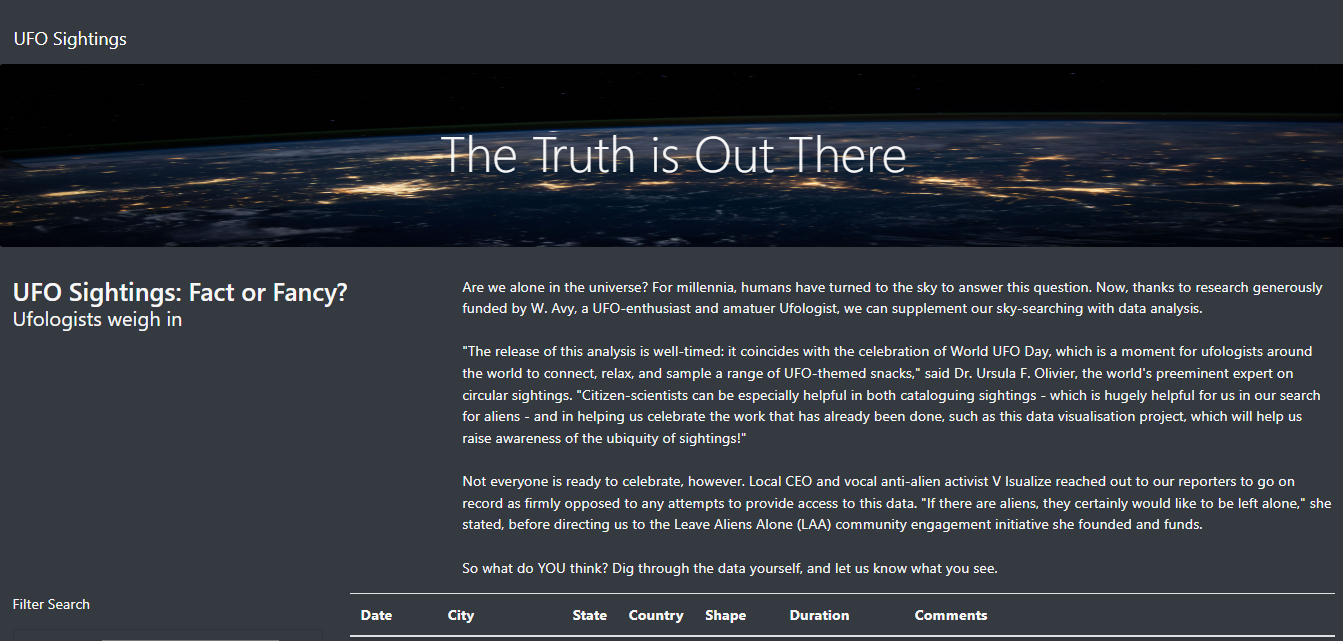 UFO Sightings
The Truth is Out There
UFO Sightings: Fact or Fancy?
Ufologists weigh in
Are we alone in the universe? For millennia, humans have turned to the sky to answer this question. Now, thanks to research generously
funded by W. Avy, a UFO-enthusiast and amatuer Ufologist, we can supplement our sky-searching with data analysis.
"The release of this analysis is well-timed: it coincides with the celebration of World UFO Day, which is a moment for ufologists around
the world to connect, relax, and sample a range of UFO-themed snacks," said Dr. Ursula F. Olivier, the world's preeminent expert on
circular sightings. "Citizen-scientists can be especially helpful in both cataloguing sightings - which is hugely helpful for us in our search
for aliens - and in helping us celebrate the work that has already been done, such as this data visualisation project, which will help us
raise awareness of the ubiquity of sightings!"
Not everyone is ready to celebrate, however. Local CEO and vocal anti-alien activist V Isualize reached out to our reporters to go on
record as firmly opposed to any attempts to provide access to this data. "If there are aliens, they certainly would like to be left alone," she
stated, before directing us to the Leave Aliens Alone (LAA) community engagement initiative she founded and funds.
So what do YOU think? Dig through the data yourself, and let us know what you see.
Filter Search
Date City State Country Shape Duration Comments